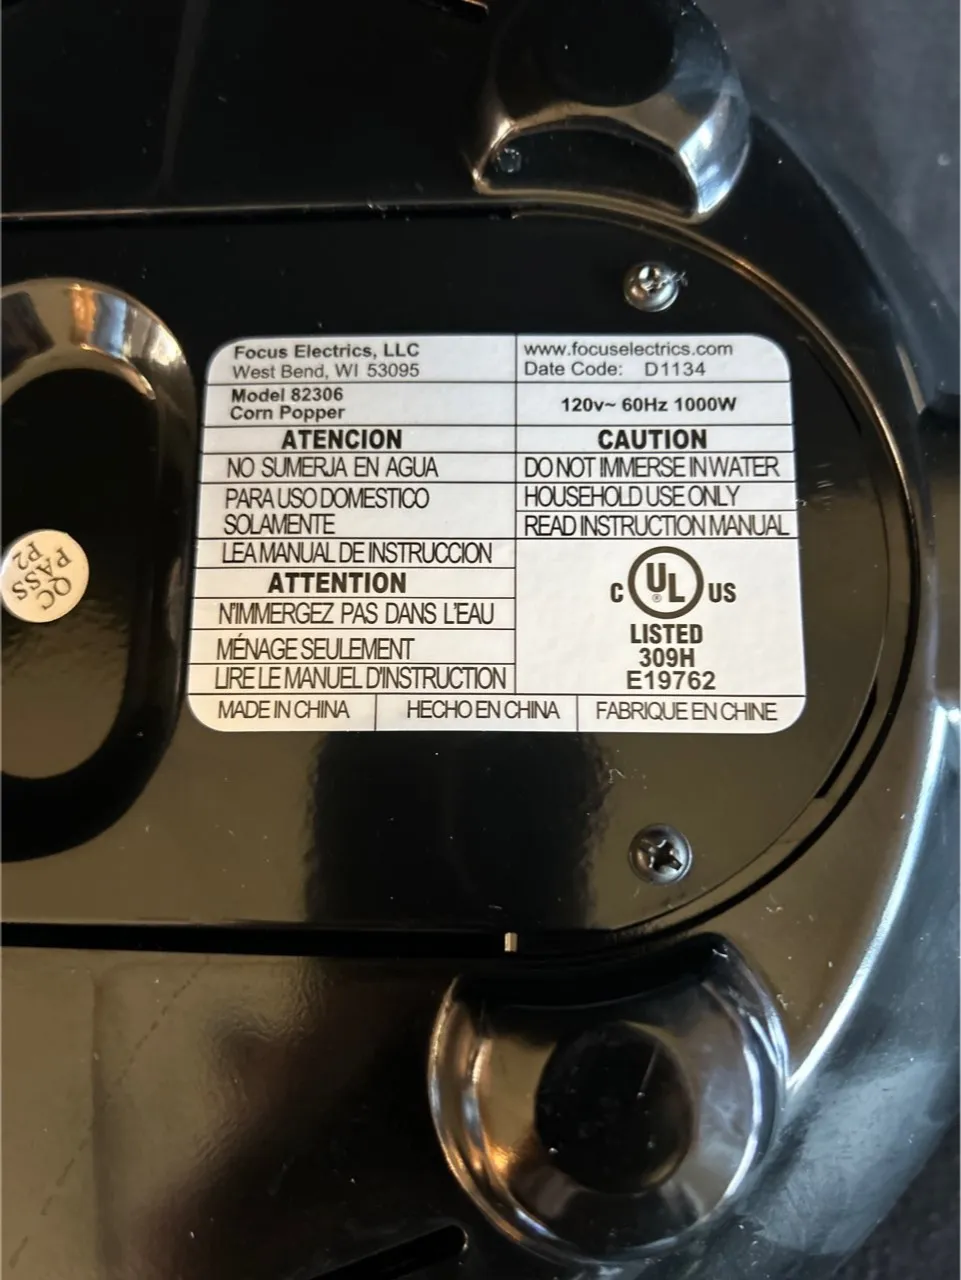 Focus Electrics, LLC
West Bend, WI 53095
www.focuselectrics.com
Date Code: D1134
Model 82306
Corn Popper
120v~ 60Hz 1000W
ATENCION
NO SUMERJA EN AGUA
PARA USO DOMESTICO
SOLAMENTE
LEA MANUAL DE INSTRUCCION
ATTENTION
N'IMMERGEZ PAS DANS L'EAU
MÉNAGE SEULEMENT
LIRE LE MANUEL D'INSTRUCTION
CAUTION
DO NOT IMMERSE IN WATER
HOUSEHOLD USE ONLY
READ INSTRUCTION MANUAL
C UL ® US
LISTED
309H
E19762
MADE IN CHINA
HECHO EN CHINA
FABRIQUE EN CHINE
QC
PASS
P2